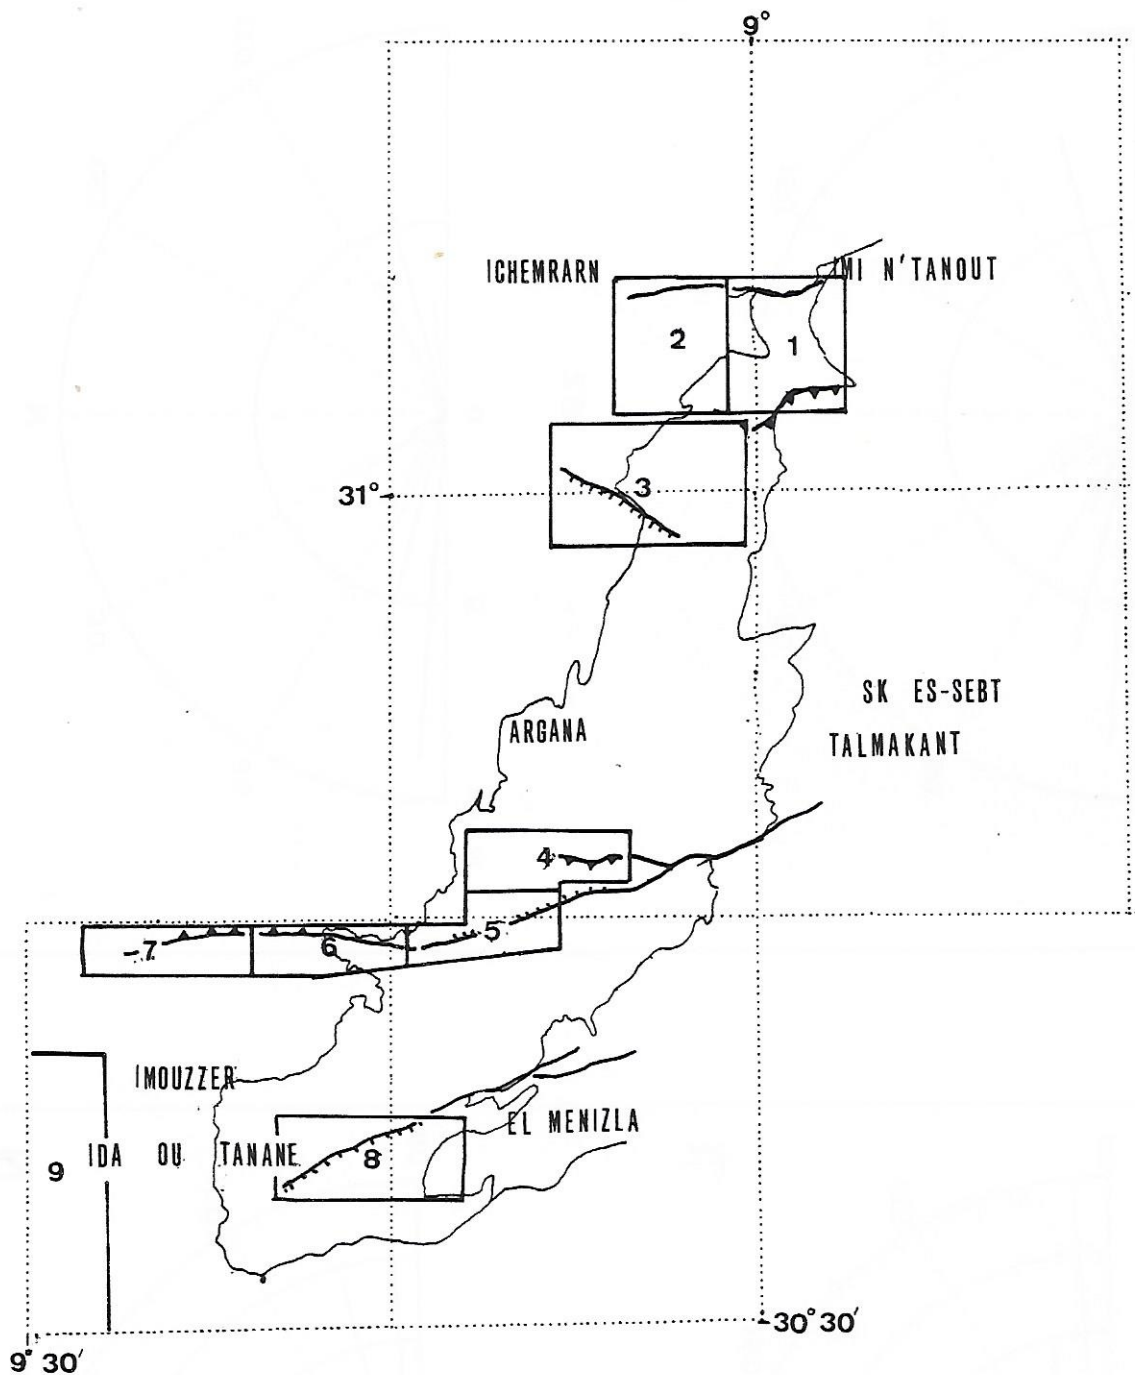 9°
ICHEMRARN
IMI N'TANOUT
2
1
3
31°
SK ES-SEBT
ARGANA
TALMAKANT
4
5
6
7
IMOUZZER
EL MENIZLA
IDA OU TANANE
8
9
30° 30'
9° 30'